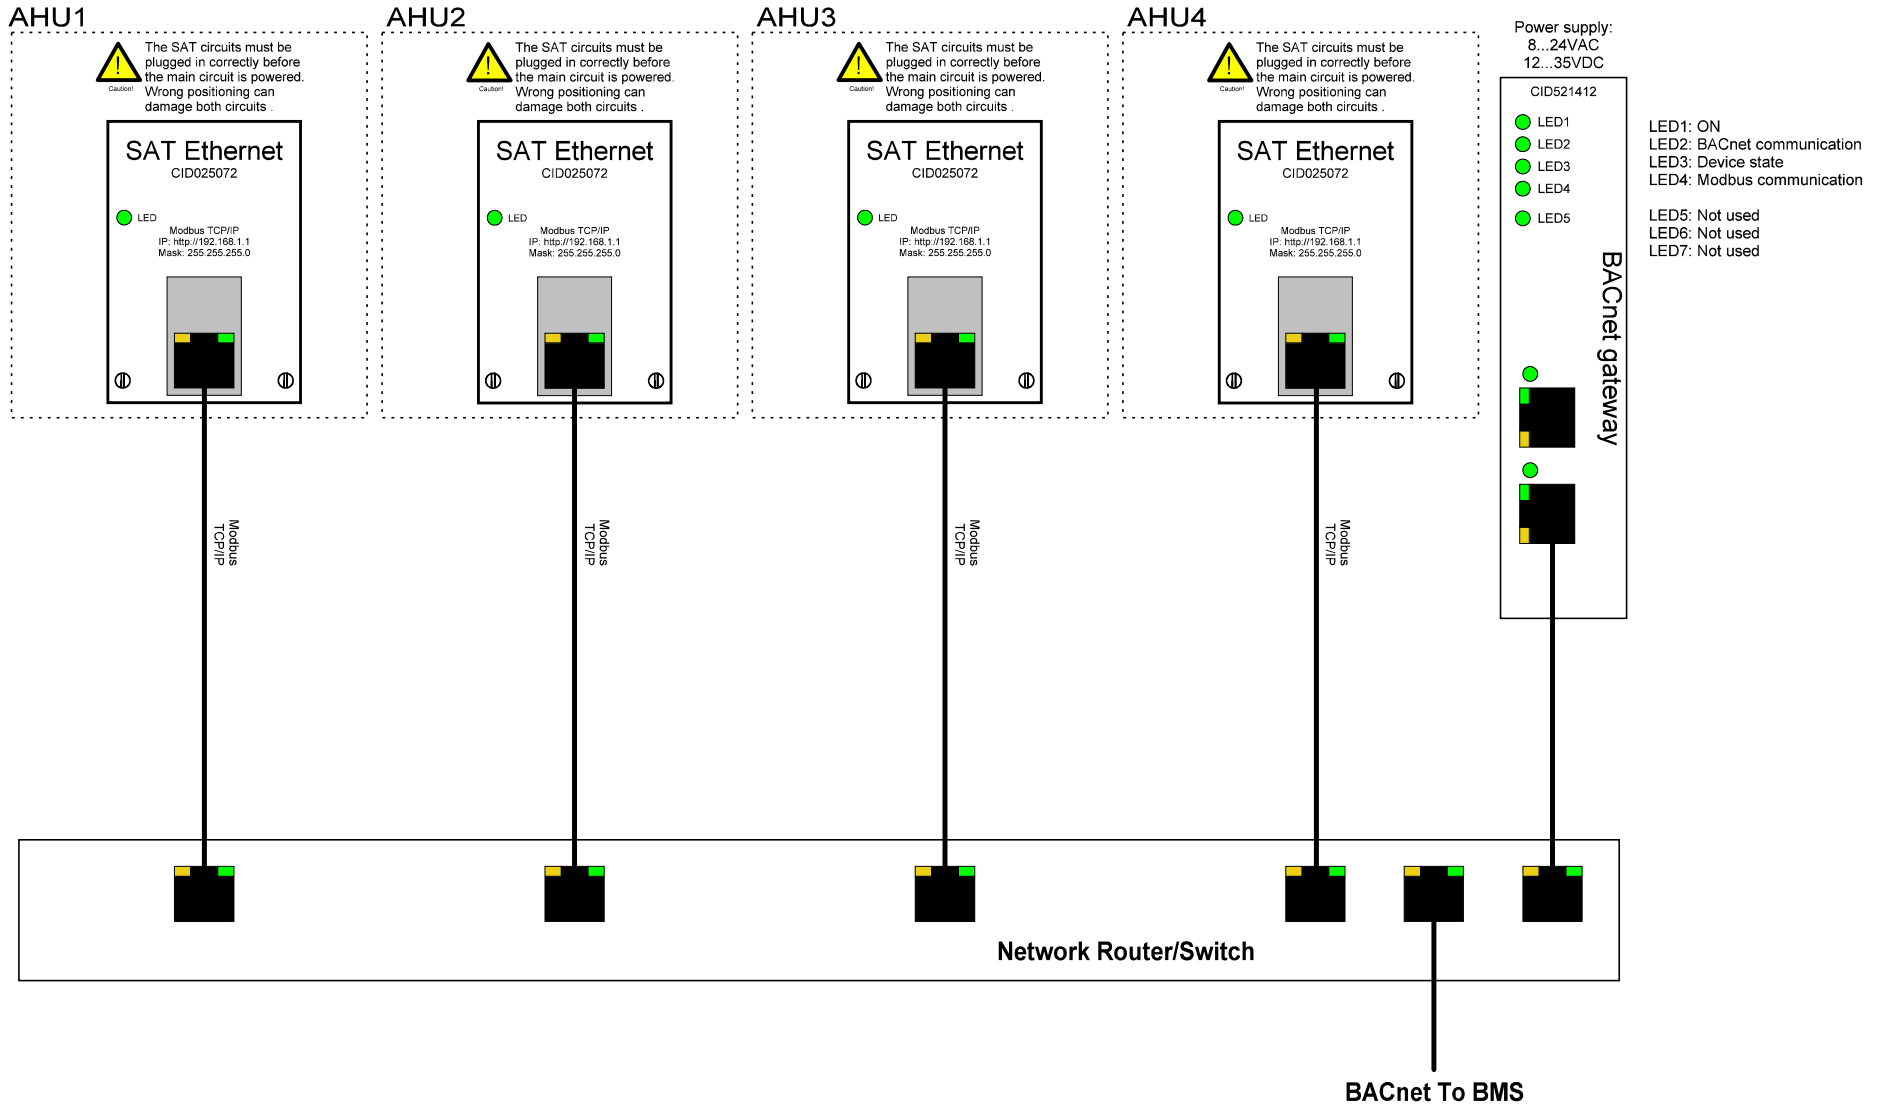 AHU1
Caution!
The SAT circuits must be
plugged in correctly before
the main circuit is powered.
Wrong positioning can
damage both circuits .
SAT Ethernet
CID025072
LED
Modbus TCP/IP
IP: http://192.168.1.1
Mask: 255.255.255.0
Modbus
TCP/IP
AHU2
Caution!
The SAT circuits must be
plugged in correctly before
the main circuit is powered.
Wrong positioning can
damage both circuits .
SAT Ethernet
CID025072
LED
Modbus TCP/IP
IP: http://192.168.1.1
Mask: 255.255.255.0
Modbus
TCP/IP
AHU3
Caution!
The SAT circuits must be
plugged in correctly before
the main circuit is powered.
Wrong positioning can
damage both circuits .
SAT Ethernet
CID025072
LED
Modbus TCP/IP
IP: http://192.168.1.1
Mask: 255.255.255.0
Modbus
TCP/IP
AHU4
Caution!
The SAT circuits must be
plugged in correctly before
the main circuit is powered.
Wrong positioning can
damage both circuits .
SAT Ethernet
CID025072
LED
Modbus TCP/IP
IP: http://192.168.1.1
Mask: 255.255.255.0
Modbus
TCP/IP
Power supply:
8...24VAC
12...35VDC
CID521412
LED1
LED2
LED3
LED4
LED5
BACnet gateway
LED1: ON
LED2: BACnet communication
LED3: Device state
LED4: Modbus communication
LED5: Not used
LED6: Not used
LED7: Not used
Network Router/Switch
BACnet To BMS